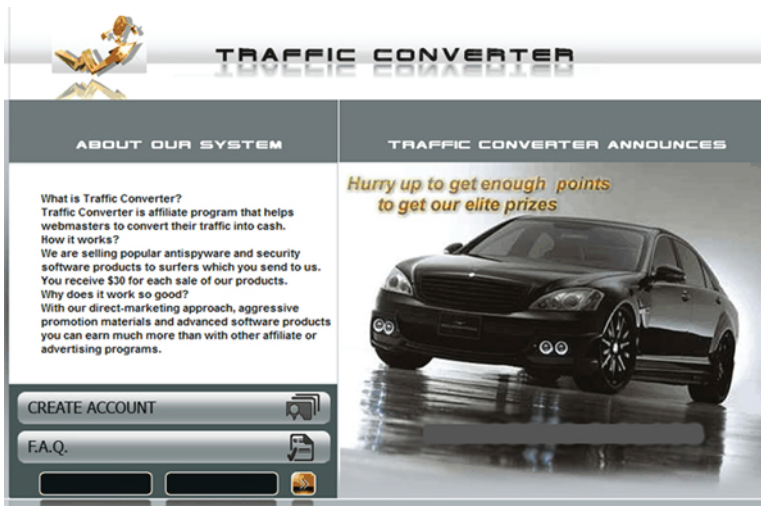 TRAFFIC CONVERTER
ABOUT OUR SYSTEM
What is Traffic Converter?
Traffic Converter is affiliate program that helps
webmasters to convert their traffic into cash.
How it works?
We are selling popular antispyware and security
software products to surfers which you send to us.
You receive $30 for each sale of our products.
Why does it work so good?
With our direct-marketing approach, aggressive
promotion materials and advanced software products
you can earn much more than with other affiliate or
advertising programs.
CREATE ACCOUNT
F.A.Q.
TRAFFIC CONVERTER ANNOUNCES
Hurry up to get enough points
to get our elite prizes